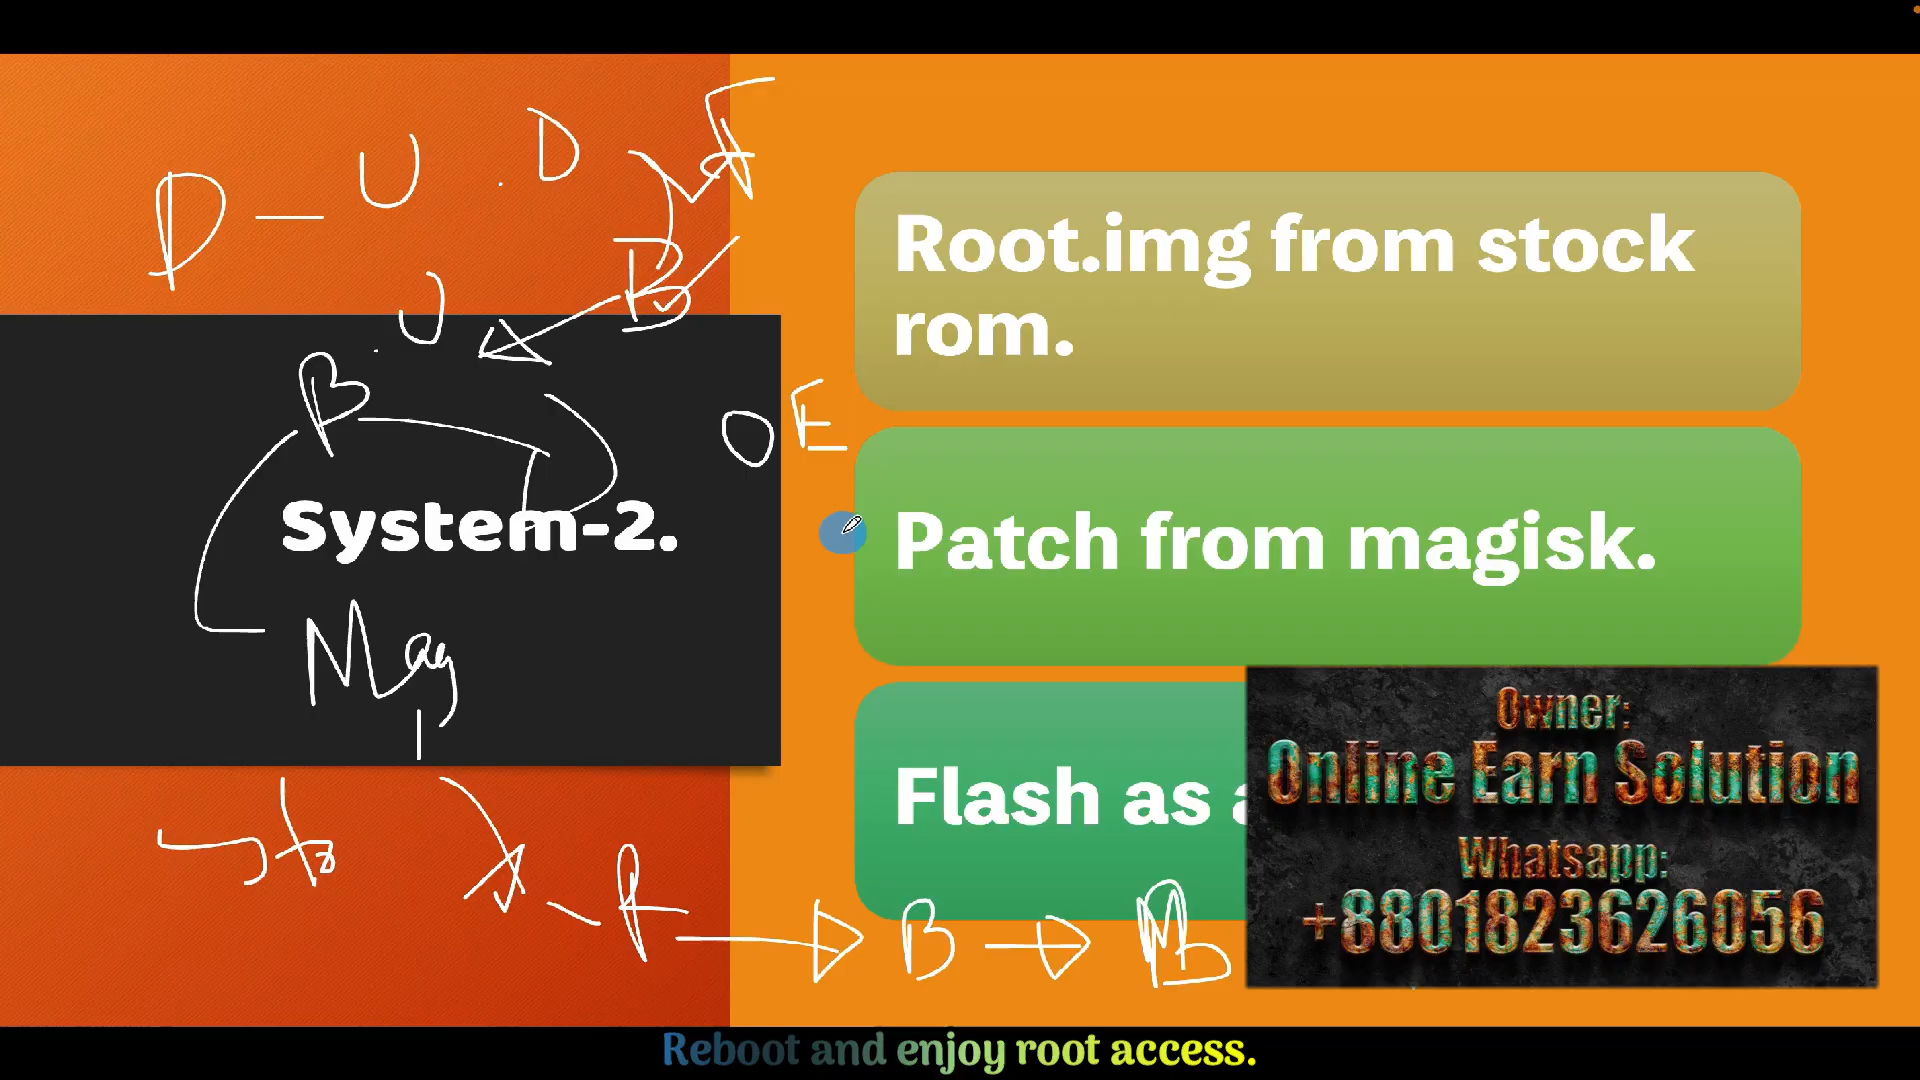 Root.img from stock
rom.
System-2.
Patch from magisk.
Mag
Flash as
Owner:
Online Earn Solution
Whatsapp:
+8801823626056
Reboot and enjoy root access.